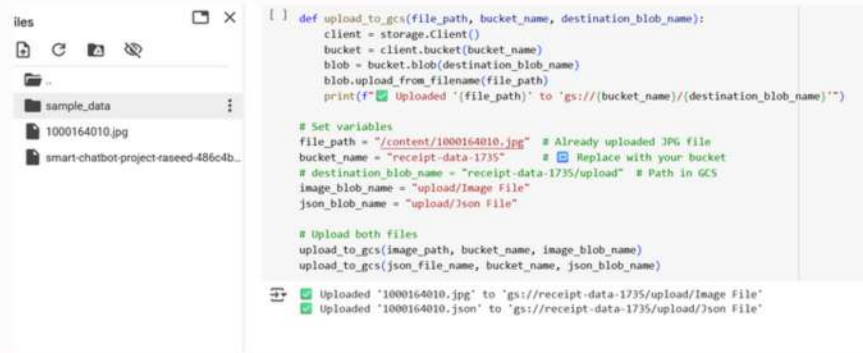 iles
..
sample_data
1000164010.jpg
smart-chatbot-project-raseed-486c4b...
[ ] def upload_to_gcs(file_path, bucket_name, destination_blob_name):
client = storage.Client()
bucket = client.bucket(bucket_name)
blob = bucket.blob(destination_blob_name)
blob.upload_from_filename(file_path)
print(f"✅ Uploaded '{file_path}' to 'gs://{bucket_name}/{destination_blob_name}'")
# Set variables
file_path = "/content/1000164010.jpg" # Already uploaded JPG file
bucket_name = "receipt-data-1735" # Replace with your bucket
# destination_blob_name = "receipt-data-1735/upload" # Path in GCS
image_blob_name = "upload/Image File"
json_blob_name = "upload/Json File"
# Upload both files
upload_to_gcs(image_path, bucket_name, image_blob_name)
upload_to_gcs(json_file_name, bucket_name, json_blob_name)
✅ Uploaded '1000164010.jpg' to 'gs://receipt-data-1735/upload/Image File'
✅ Uploaded '1000164010.json' to 'gs://receipt-data-1735/upload/Json File'